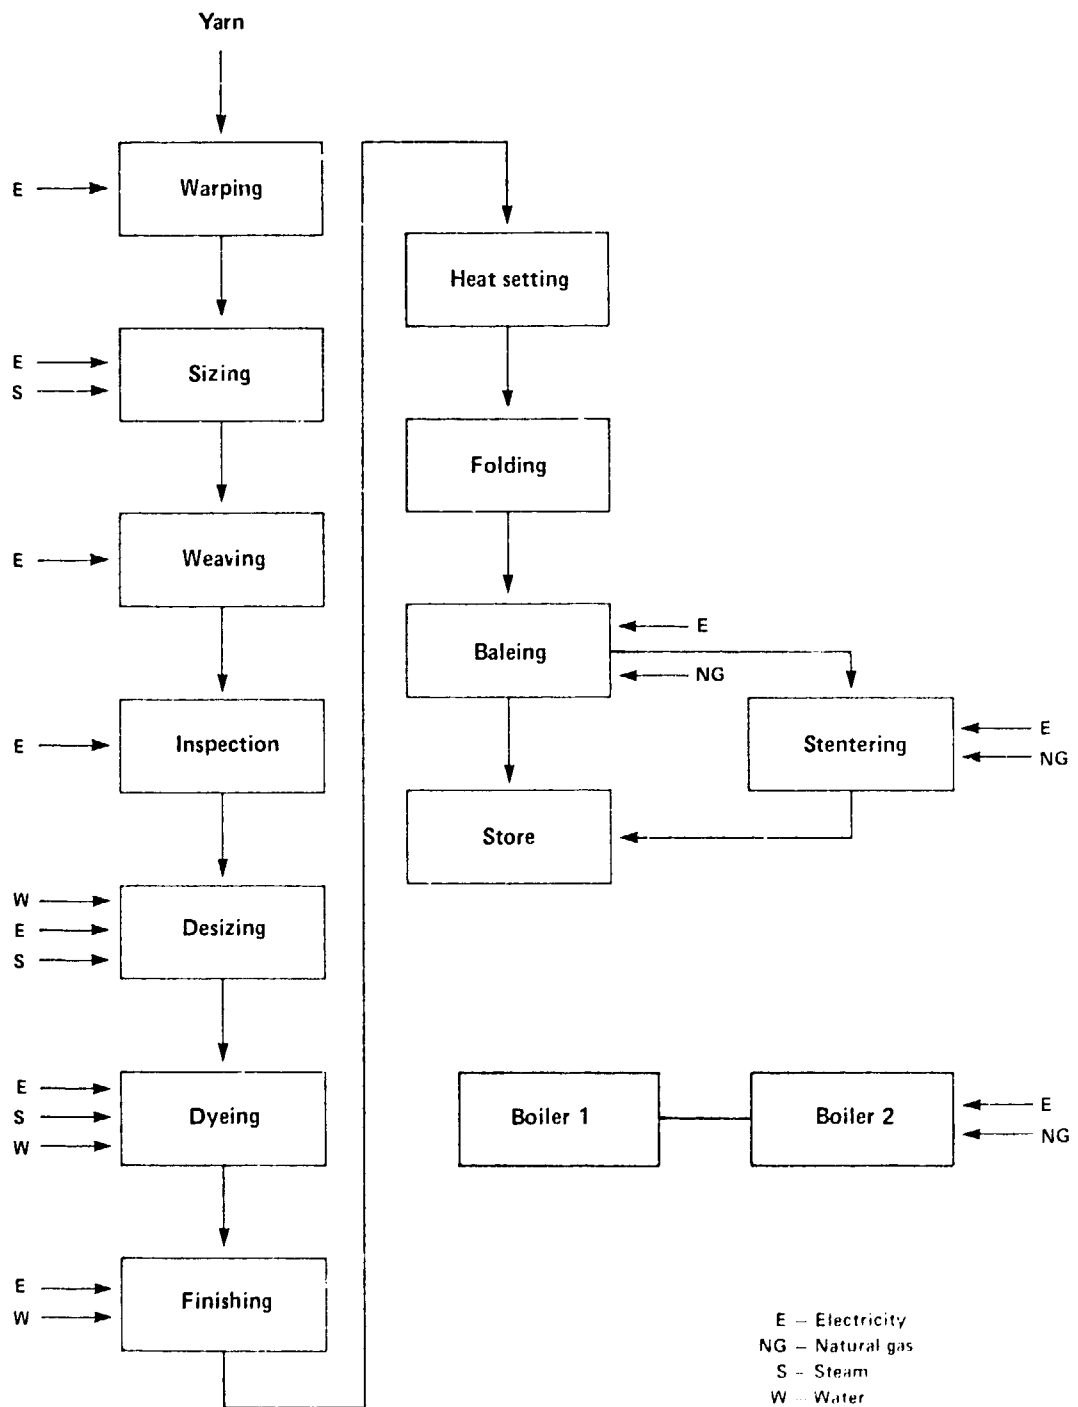 Yarn
E
Warping
E
S
Sizing
E
Weaving
E
Inspection
W
E
S
Desizing
E
S
W
Dyeing
E
W
Finishing
Heat setting
Folding
Baleing
E
NG
Stentering
E
NG
Store
Boiler 1
Boiler 2
E
NG
E – Electricity
NG – Natural gas
S – Steam
W – Water